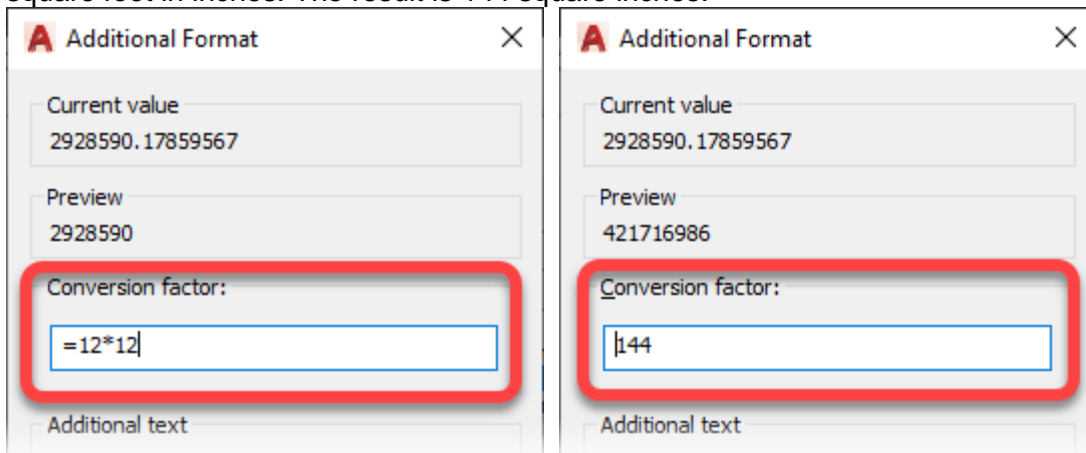 square foot in inches. The result is 144 square inches.
Additional Format
Current value
2928590.17859567
Preview
2928590
Conversion factor:
=12*12
Additional text
Additional Format
Current value
2928590.17859567
Preview
421716986
Conversion factor:
144
Additional text